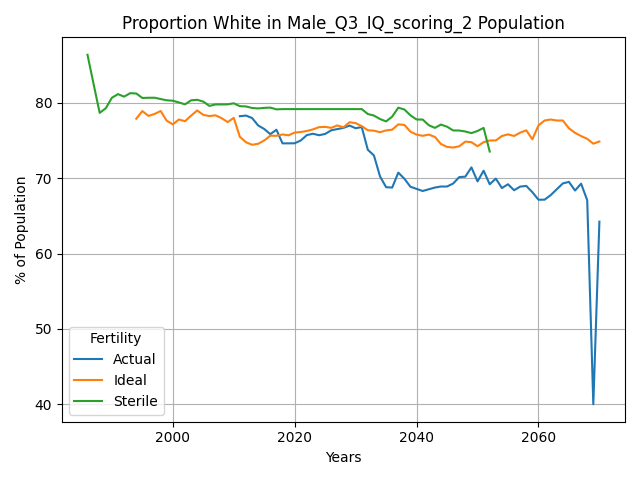 Proportion White in Male_Q3_IQ_scoring_2 Population
% of Population
80
70
60
50
40
Fertility
Actual
Ideal
Sterile
2000
2020
2040
2060
Years